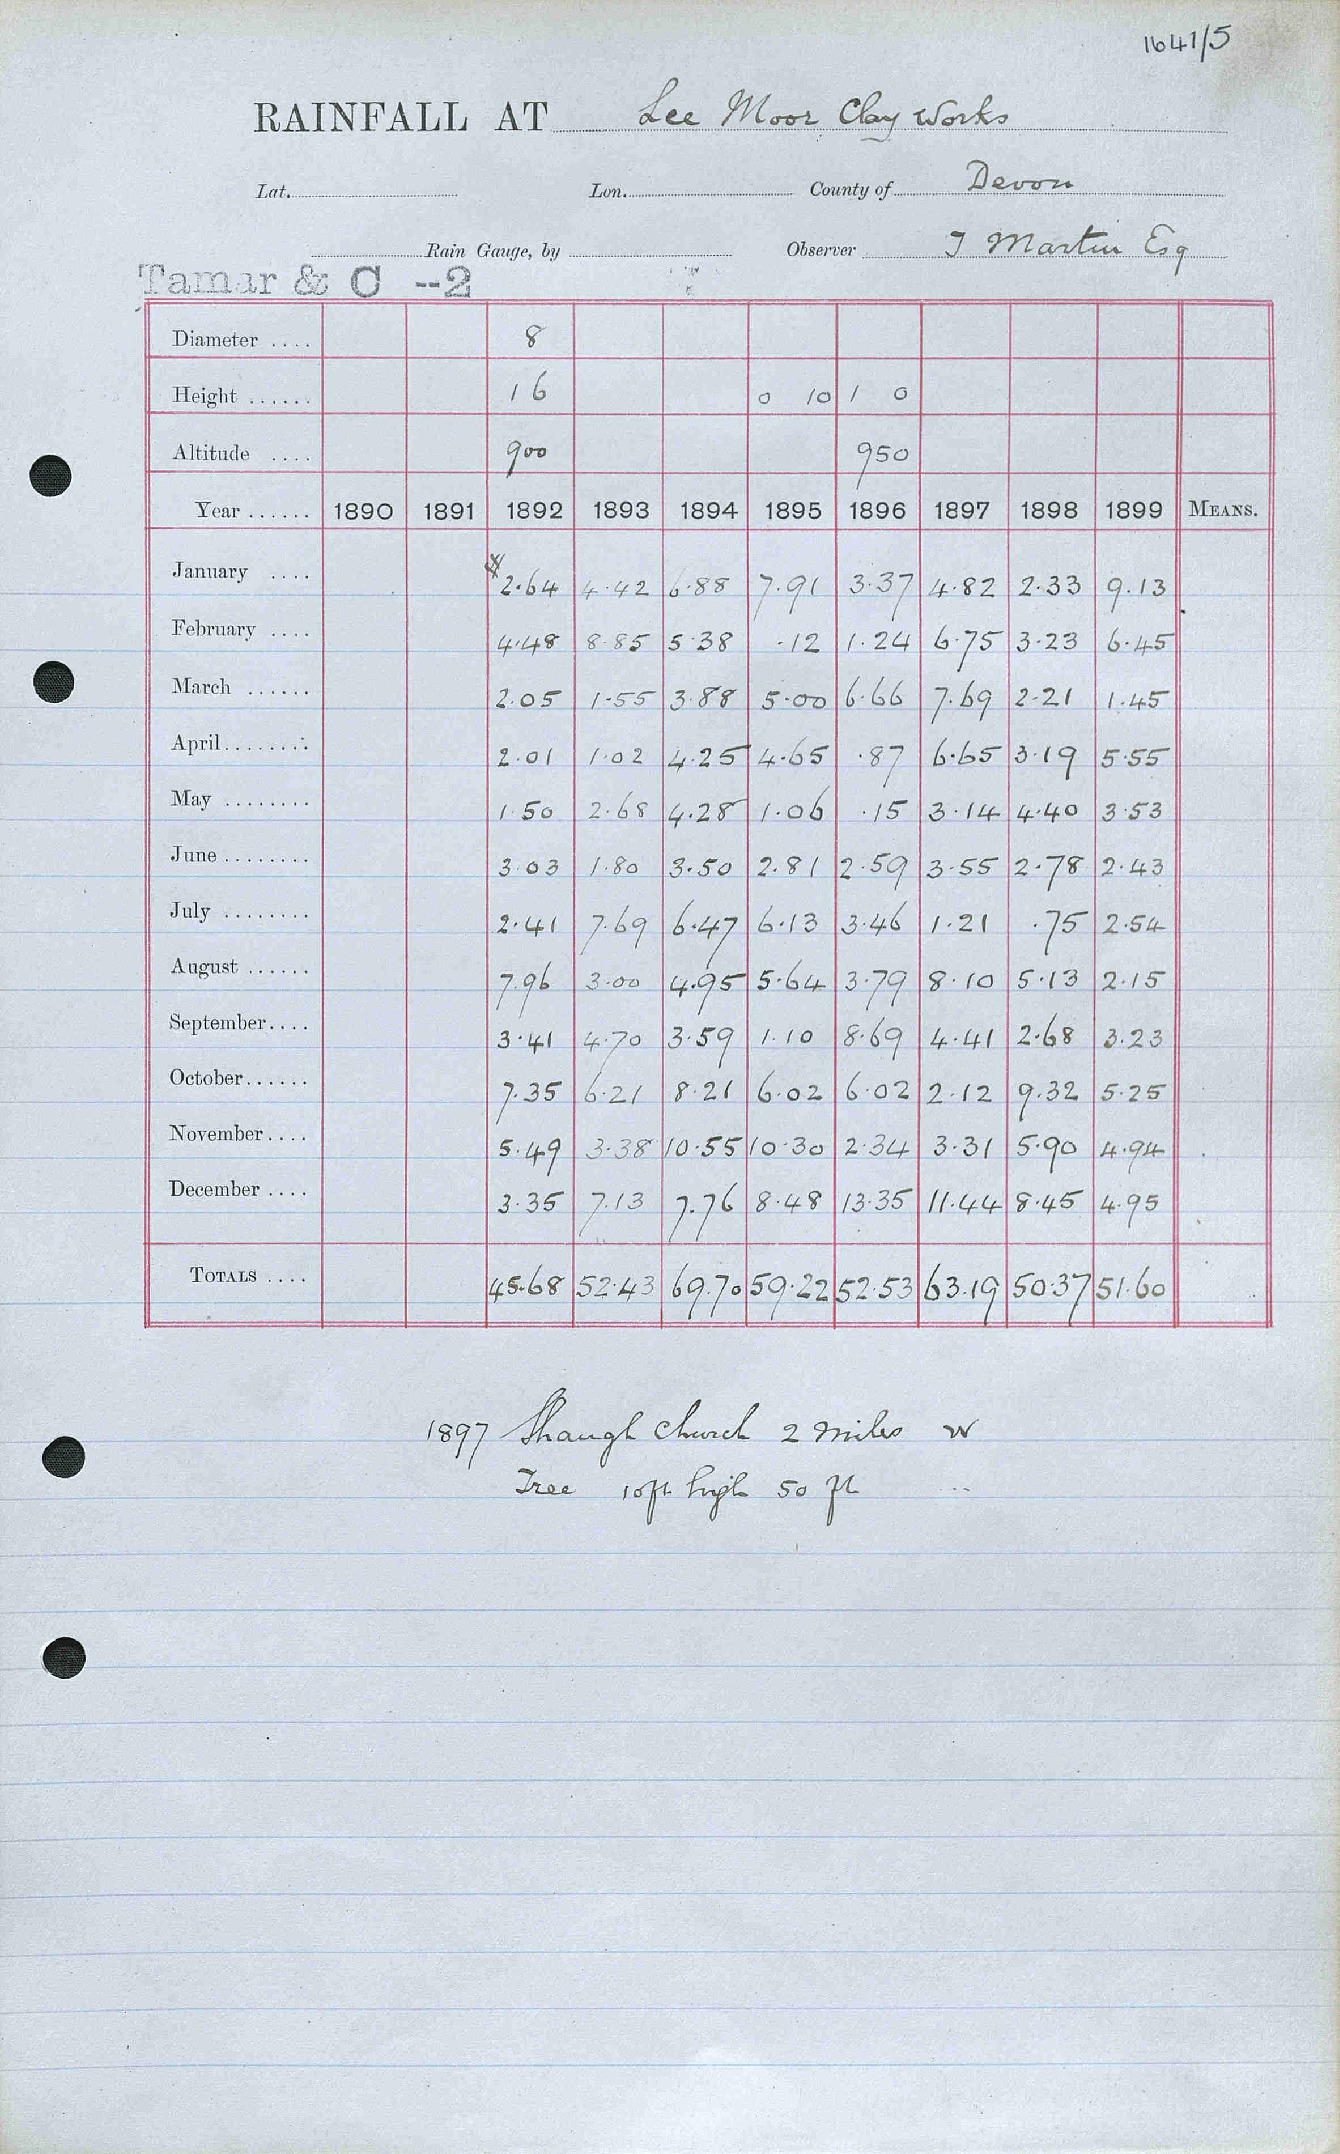 1641/5
RAINFALL AT Lee Moor Clay Works
Lat. Lon. County of Devon
Rain Gauge, by Observer J Martin Esq
Tamar & C --2
Diameter .... 8
Height ...... 1 6 0 10 1 0
Altitude .... 900 950
Year ...... 1890 1891 1892 1893 1894 1895 1896 1897 1898 1899 MEANS.
January .... 2.64 4.42 6.88 7.91 3.37 4.82 2.33 9.13
February .... 4.48 8.85 5.38 .12 1.24 6.75 3.23 6.45
March ...... 2.05 1.55 3.88 5.00 6.66 7.69 2.21 1.45
April........ 2.01 1.02 4.25 4.65 .87 6.65 3.19 5.55
May ........ 1.50 2.68 4.28 1.06 .15 3.14 4.40 3.53
June ........ 3.03 1.80 3.50 2.81 2.59 3.55 2.78 2.43
July ........ 2.41 7.69 6.47 6.13 3.46 1.21 .75 2.54
August ...... 7.96 3.00 4.95 5.64 3.79 8.10 5.13 2.15
September.... 3.41 4.70 3.59 1.10 8.69 4.41 2.68 3.23
October...... 7.35 6.21 8.21 6.02 6.02 2.12 9.32 5.25
November.... 5.49 3.38 10.55 10.30 2.34 3.31 5.90 4.94
December .... 3.35 7.13 7.76 8.48 13.35 11.44 8.45 4.95
TOTALS .... 45.68 52.43 69.70 59.22 52.53 63.19 50.37 51.60
1897 Shaugh Church 2 miles W
Tree 10ft high 50 ft ...